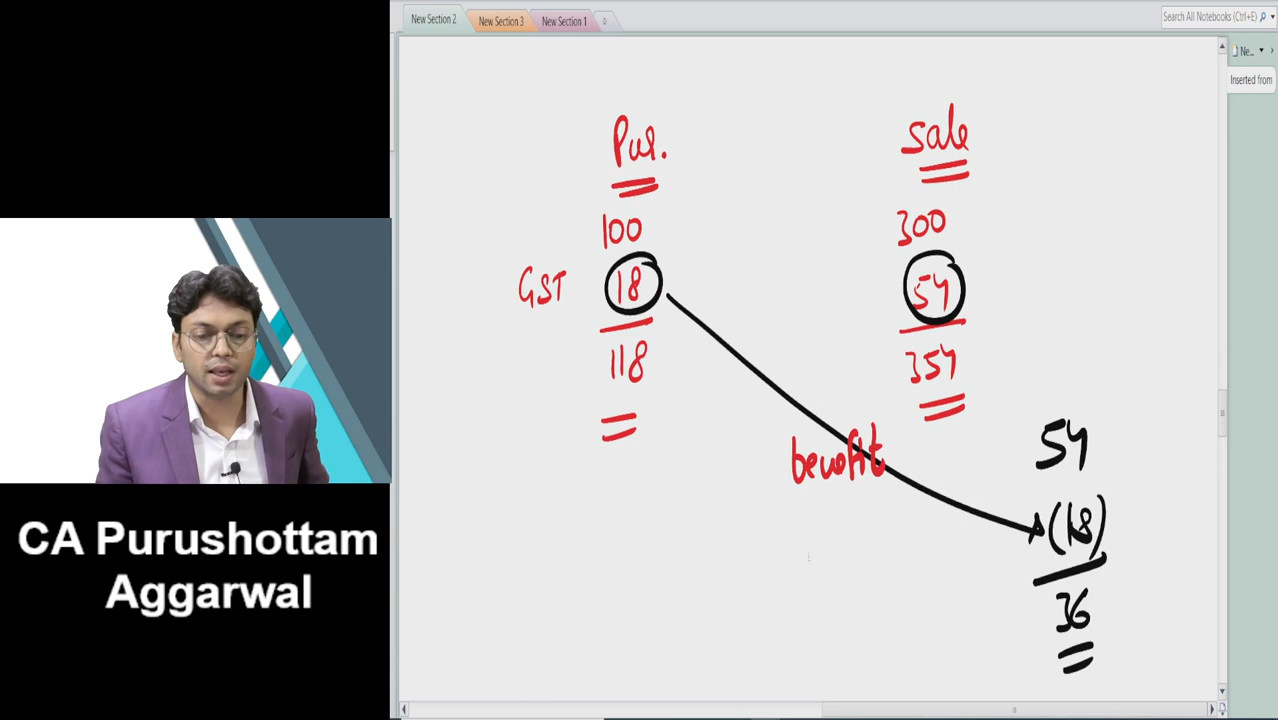 New Section 2
New Section 3
New Section 1
Search All Notebooks (Ctrl+E)
Ne...
Inserted from
Pur.
Sale
100
300
GST
18
54
118
354
benefit
54
(18)
36
CA Purushottam
Aggarwal